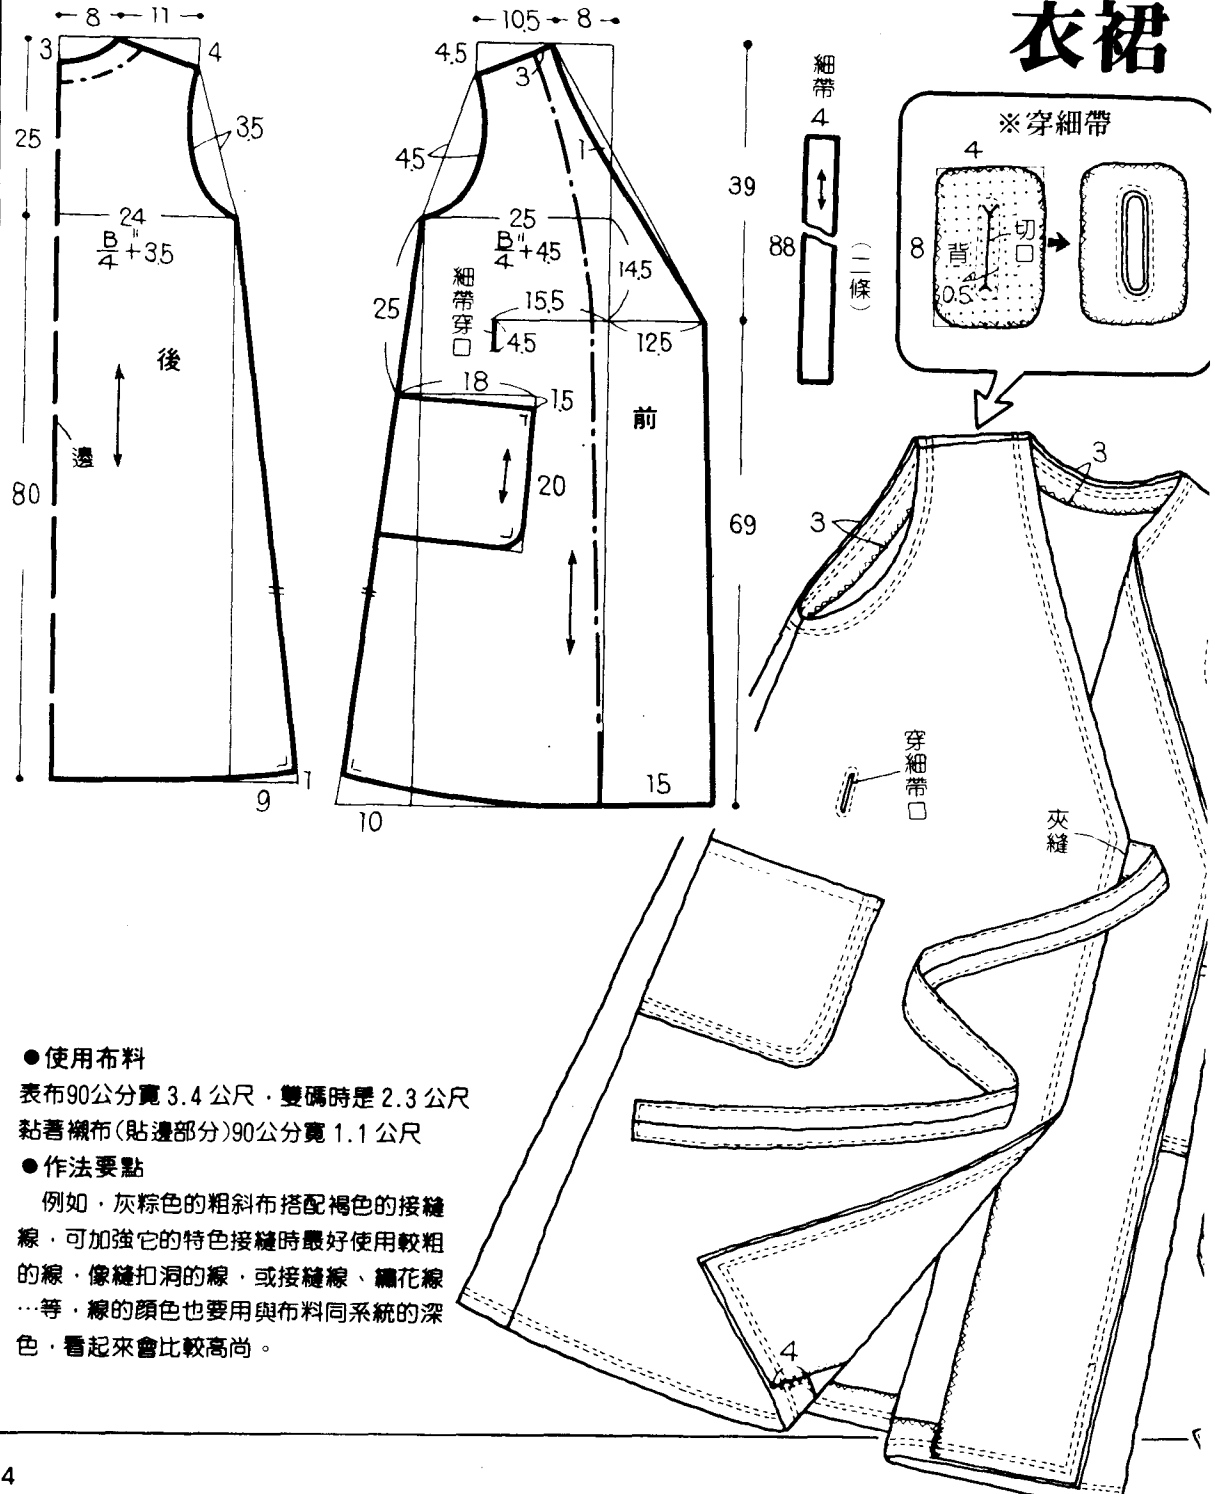 衣裙
8 11
3 4
25
3.5
24
B/4"+3.5
後
邊
80
9
1
10.5 8
4.5
3
4.5
1
25
B/4"+4.5
14.5
細帶穿口
25
15.5
4.5
12.5
18
1.5
前
20
15
10
39
69
細帶
4
88
(二條)
※穿細帶
4
8
背
切口
0.5
3
3
穿細帶口
夾縫
4
●使用布料
表布90公分寬3.4公尺，雙碼時是2.3公尺
黏著襯布(貼邊部分)90公分寬1.1公尺
●作法要點
例如，灰粽色的粗斜布搭配褐色的接縫
線，可加強它的特色接縫時最好使用較粗
的線，像縫扣洞的線，或接縫線、繡花線
…等，線的顏色也要用與布料同系統的深
色，看起來會比較高尚。
4